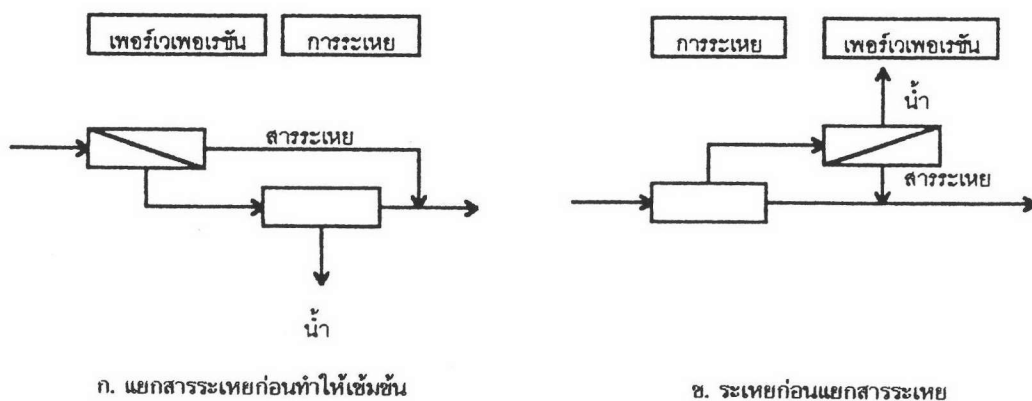 เพอร์เวเพอเรชัน
การระเหย
สารระเหย
น้ำ
ก. แยกสารระเหยก่อนทำให้เข้มข้น
การระเหย
เพอร์เวเพอเรชัน
น้ำ
สารระเหย
ข. ระเหยก่อนแยกสารระเหย